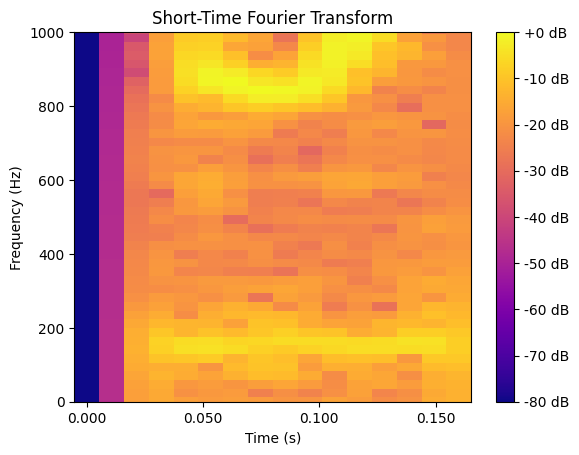 Short-Time Fourier Transform
Frequency (Hz)
1000
800
600
400
200
0
0.000
0.050
0.100
0.150
Time (s)
+0 dB
-10 dB
-20 dB
-30 dB
-40 dB
-50 dB
-60 dB
-70 dB
-80 dB